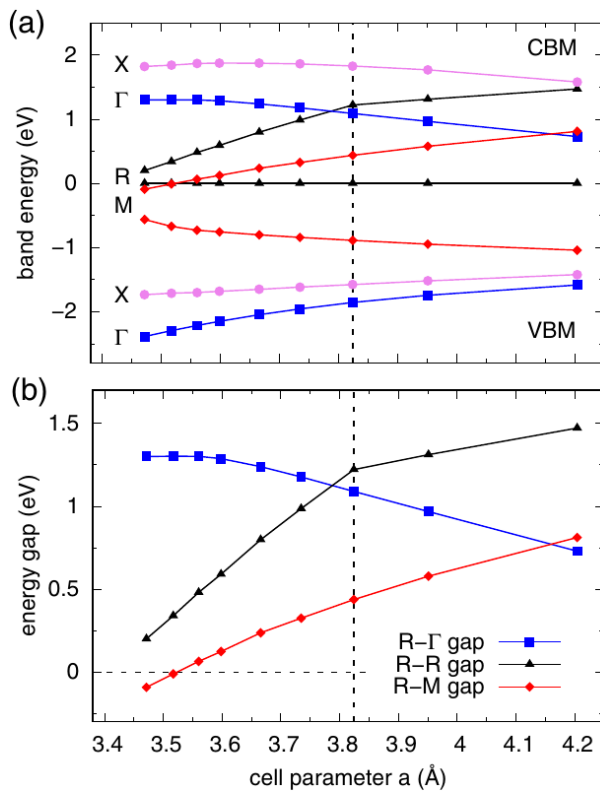 (a)
CBM
X
Γ
R
M
X
Γ
VBM
2
1
0
−1
−2
band energy (eV)
(b)
1.5
1
0.5
0
energy gap (eV)
R−Γ gap
R−R gap
R−M gap
3.4 3.5 3.6 3.7 3.8 3.9 4 4.1 4.2
cell parameter a (Å)